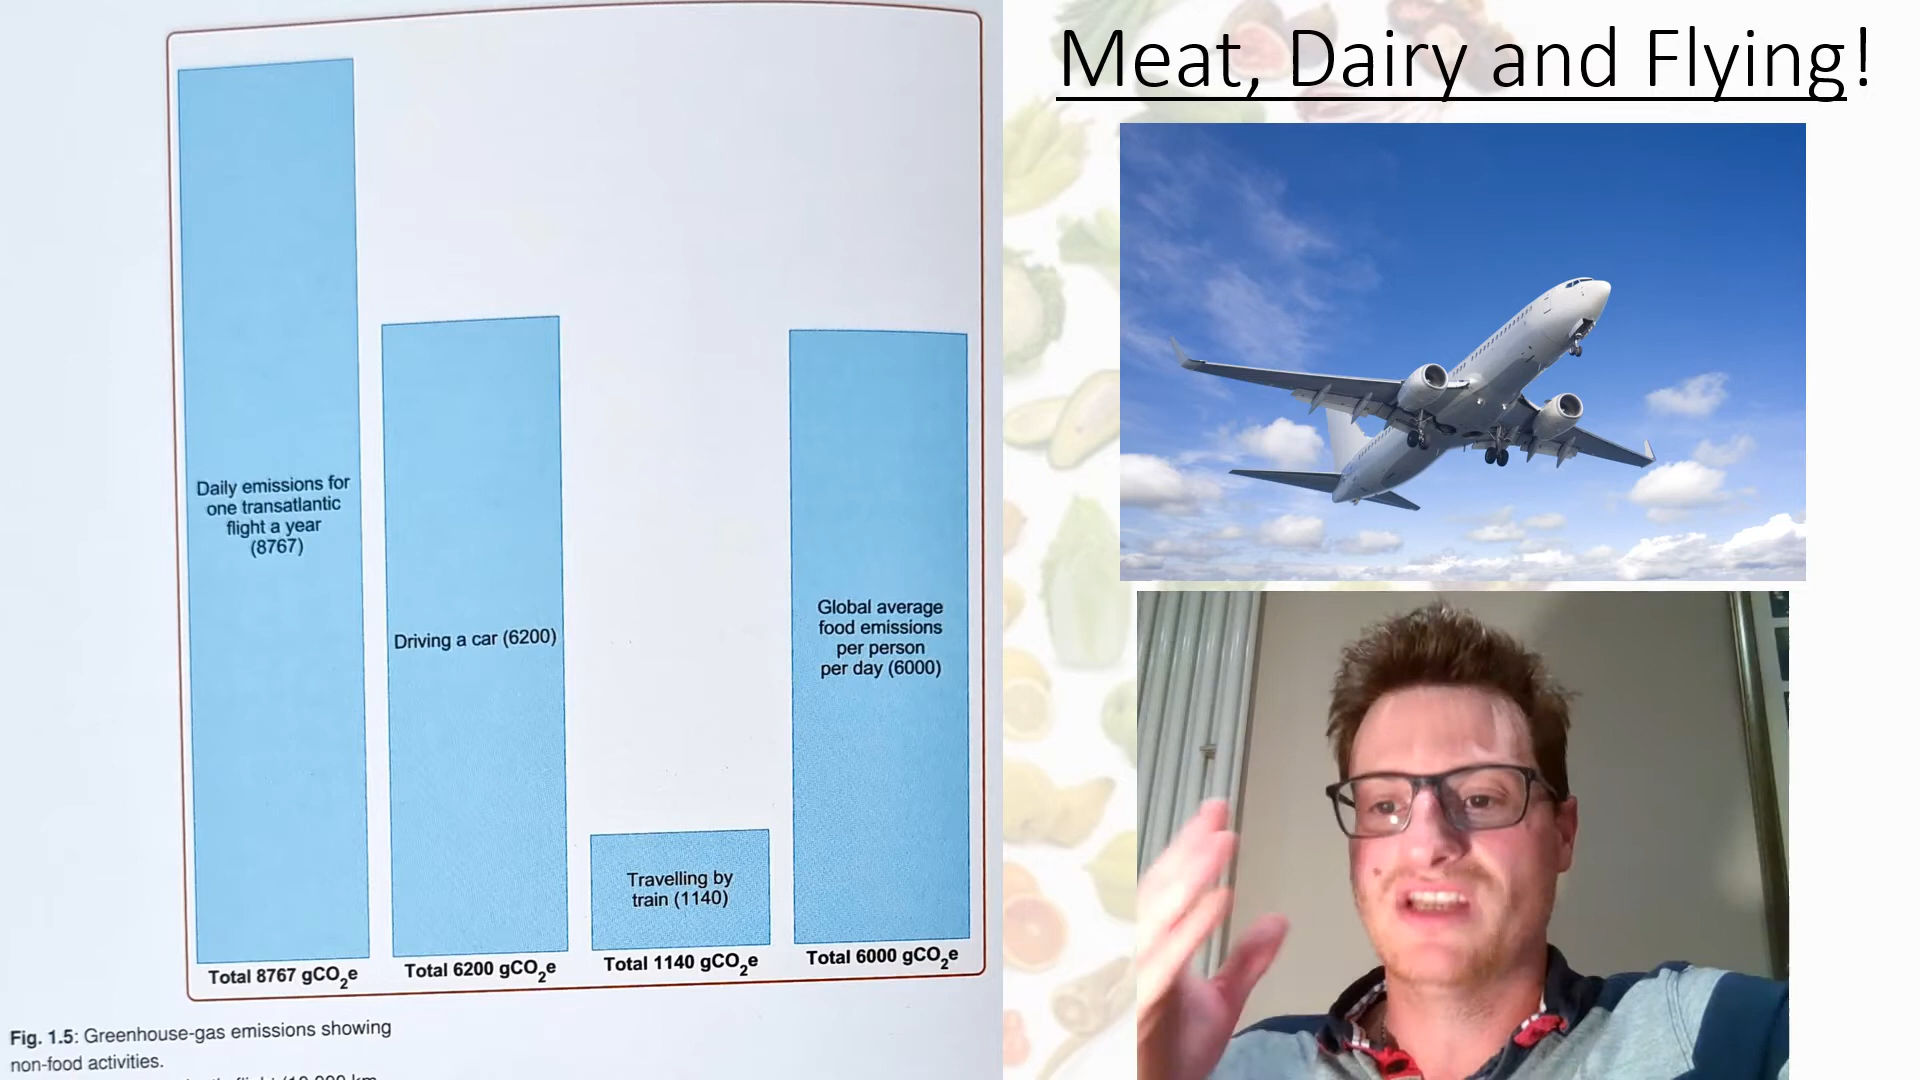 Meat, Dairy and Flying!
Daily emissions for
one transatlantic
flight a year
(8767)
Driving a car (6200)
Travelling by
train (1140)
Global average
food emissions
per person
per day (6000)
Total 8767 gCO₂e
Total 6200 gCO₂e
Total 1140 gCO₂e
Total 6000 gCO₂e
Fig. 1.5: Greenhouse-gas emissions showing
non-food activities.